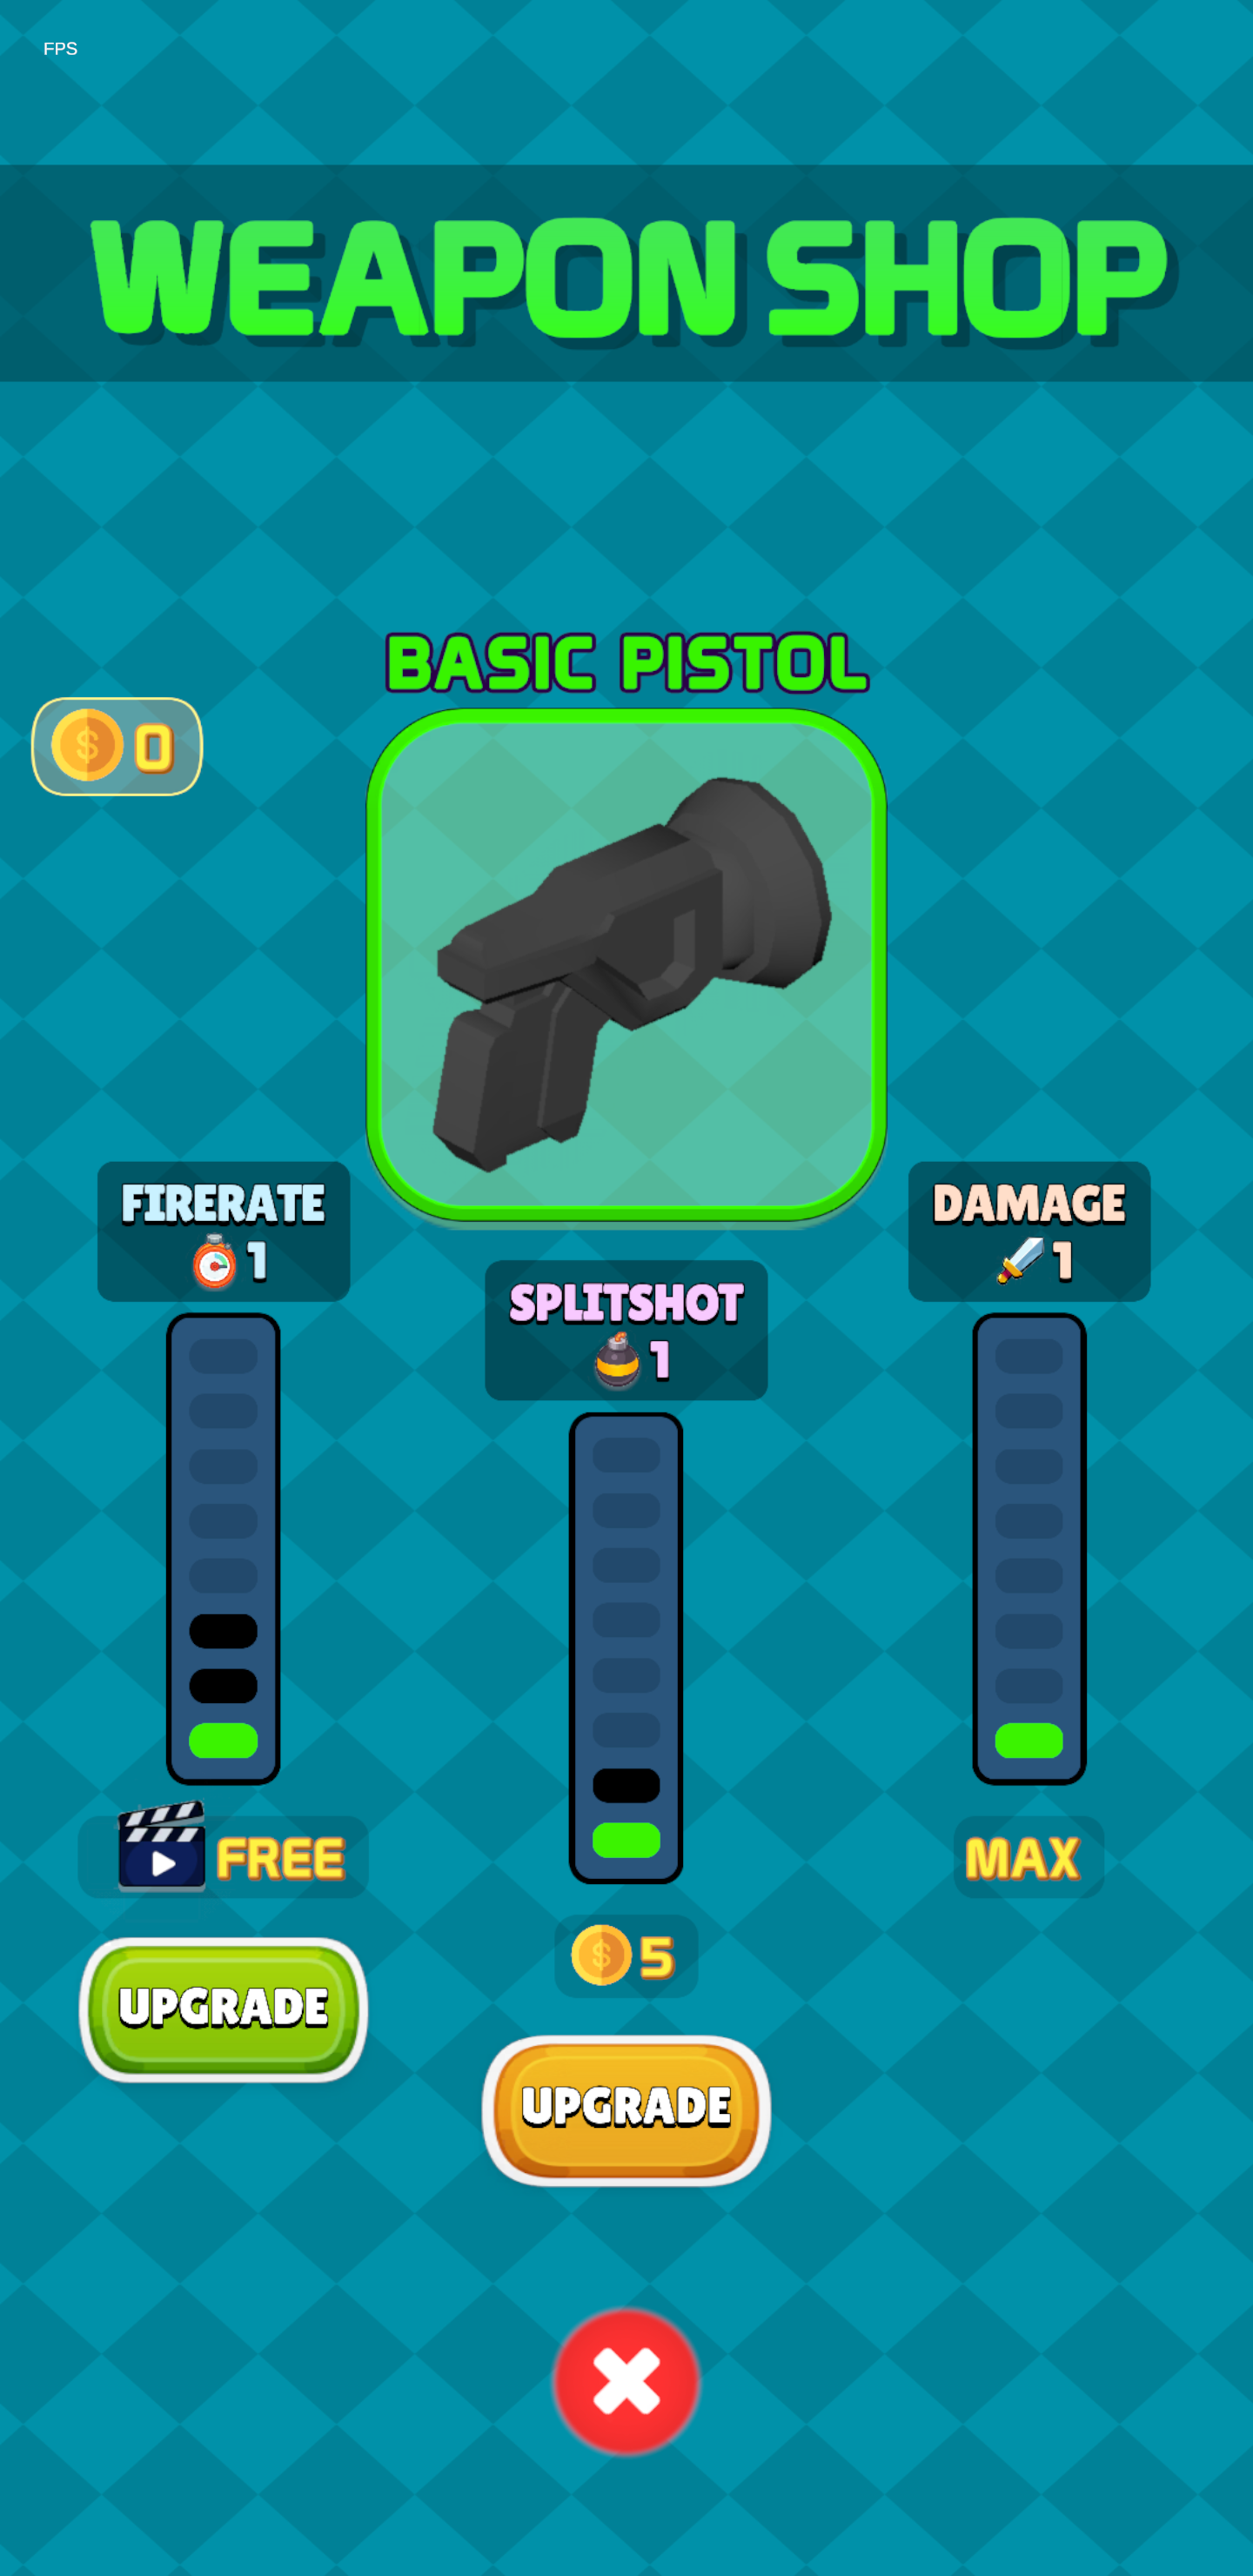 FPS
WEAPON SHOP
BASIC PISTOL
$ 0
FIRERATE
1
DAMAGE
1
SPLITSHOT
1
FREE
MAX
$ 5
UPGRADE
UPGRADE